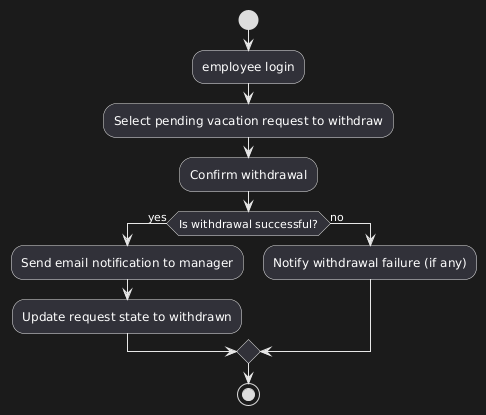 employee login
Select pending vacation request to withdraw
Confirm withdrawal
yes
Is withdrawal successful?
no
Send email notification to manager
Notify withdrawal failure (if any)
Update request state to withdrawn